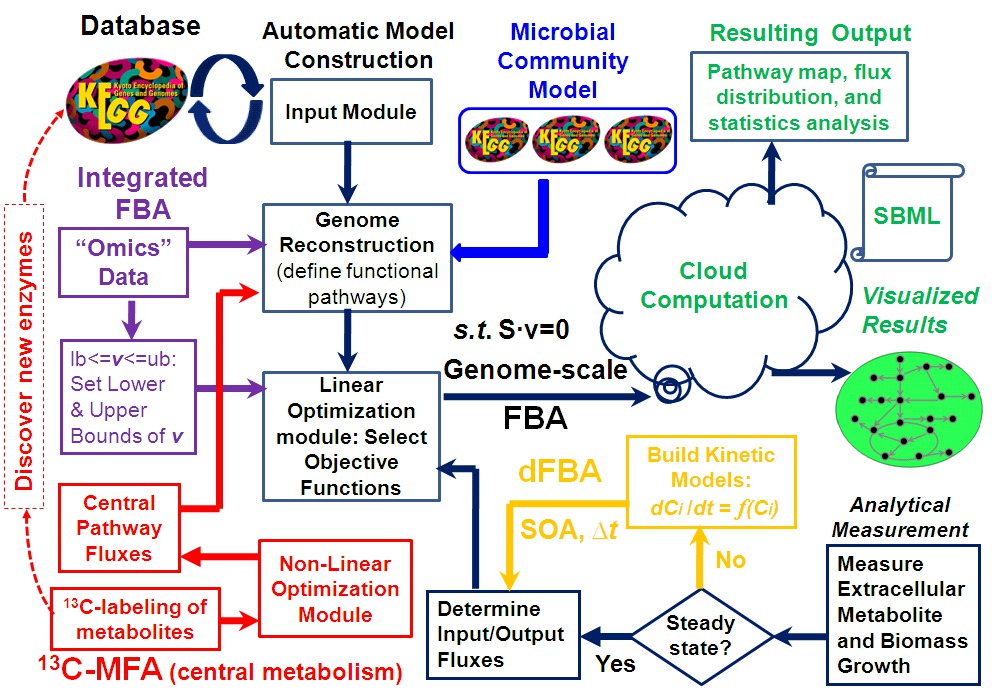 Database
KEGG
Kyoto Encyclopedia of
Genes and Genomes
Automatic Model
Construction
Input Module
Microbial
Community
Model
KEGG
KEGG
KEGG
Resulting Output
Pathway map, flux
distribution, and
statistics analysis
SBML
Integrated
FBA
“Omics”
Data
Genome
Reconstruction
(define functional
pathways)
Cloud
Computation
Visualized
Results
Discover new enzymes
lb<=v<=ub:
Set Lower
& Upper
Bounds of v
Linear
Optimization
module: Select
Objective
Functions
s.t. S·v=0
Genome-scale
FBA
dFBA
SOA, Δt
Build Kinetic
Models:
dCi /dt = f(Ci)
No
Analytical
Measurement
Measure
Extracellular
Metabolite
and Biomass
Growth
Steady
state?
Yes
Determine
Input/Output
Fluxes
Central
Pathway
Fluxes
Non-Linear
Optimization
Module
¹³C-labeling of
metabolites
¹³C-MFA (central metabolism)